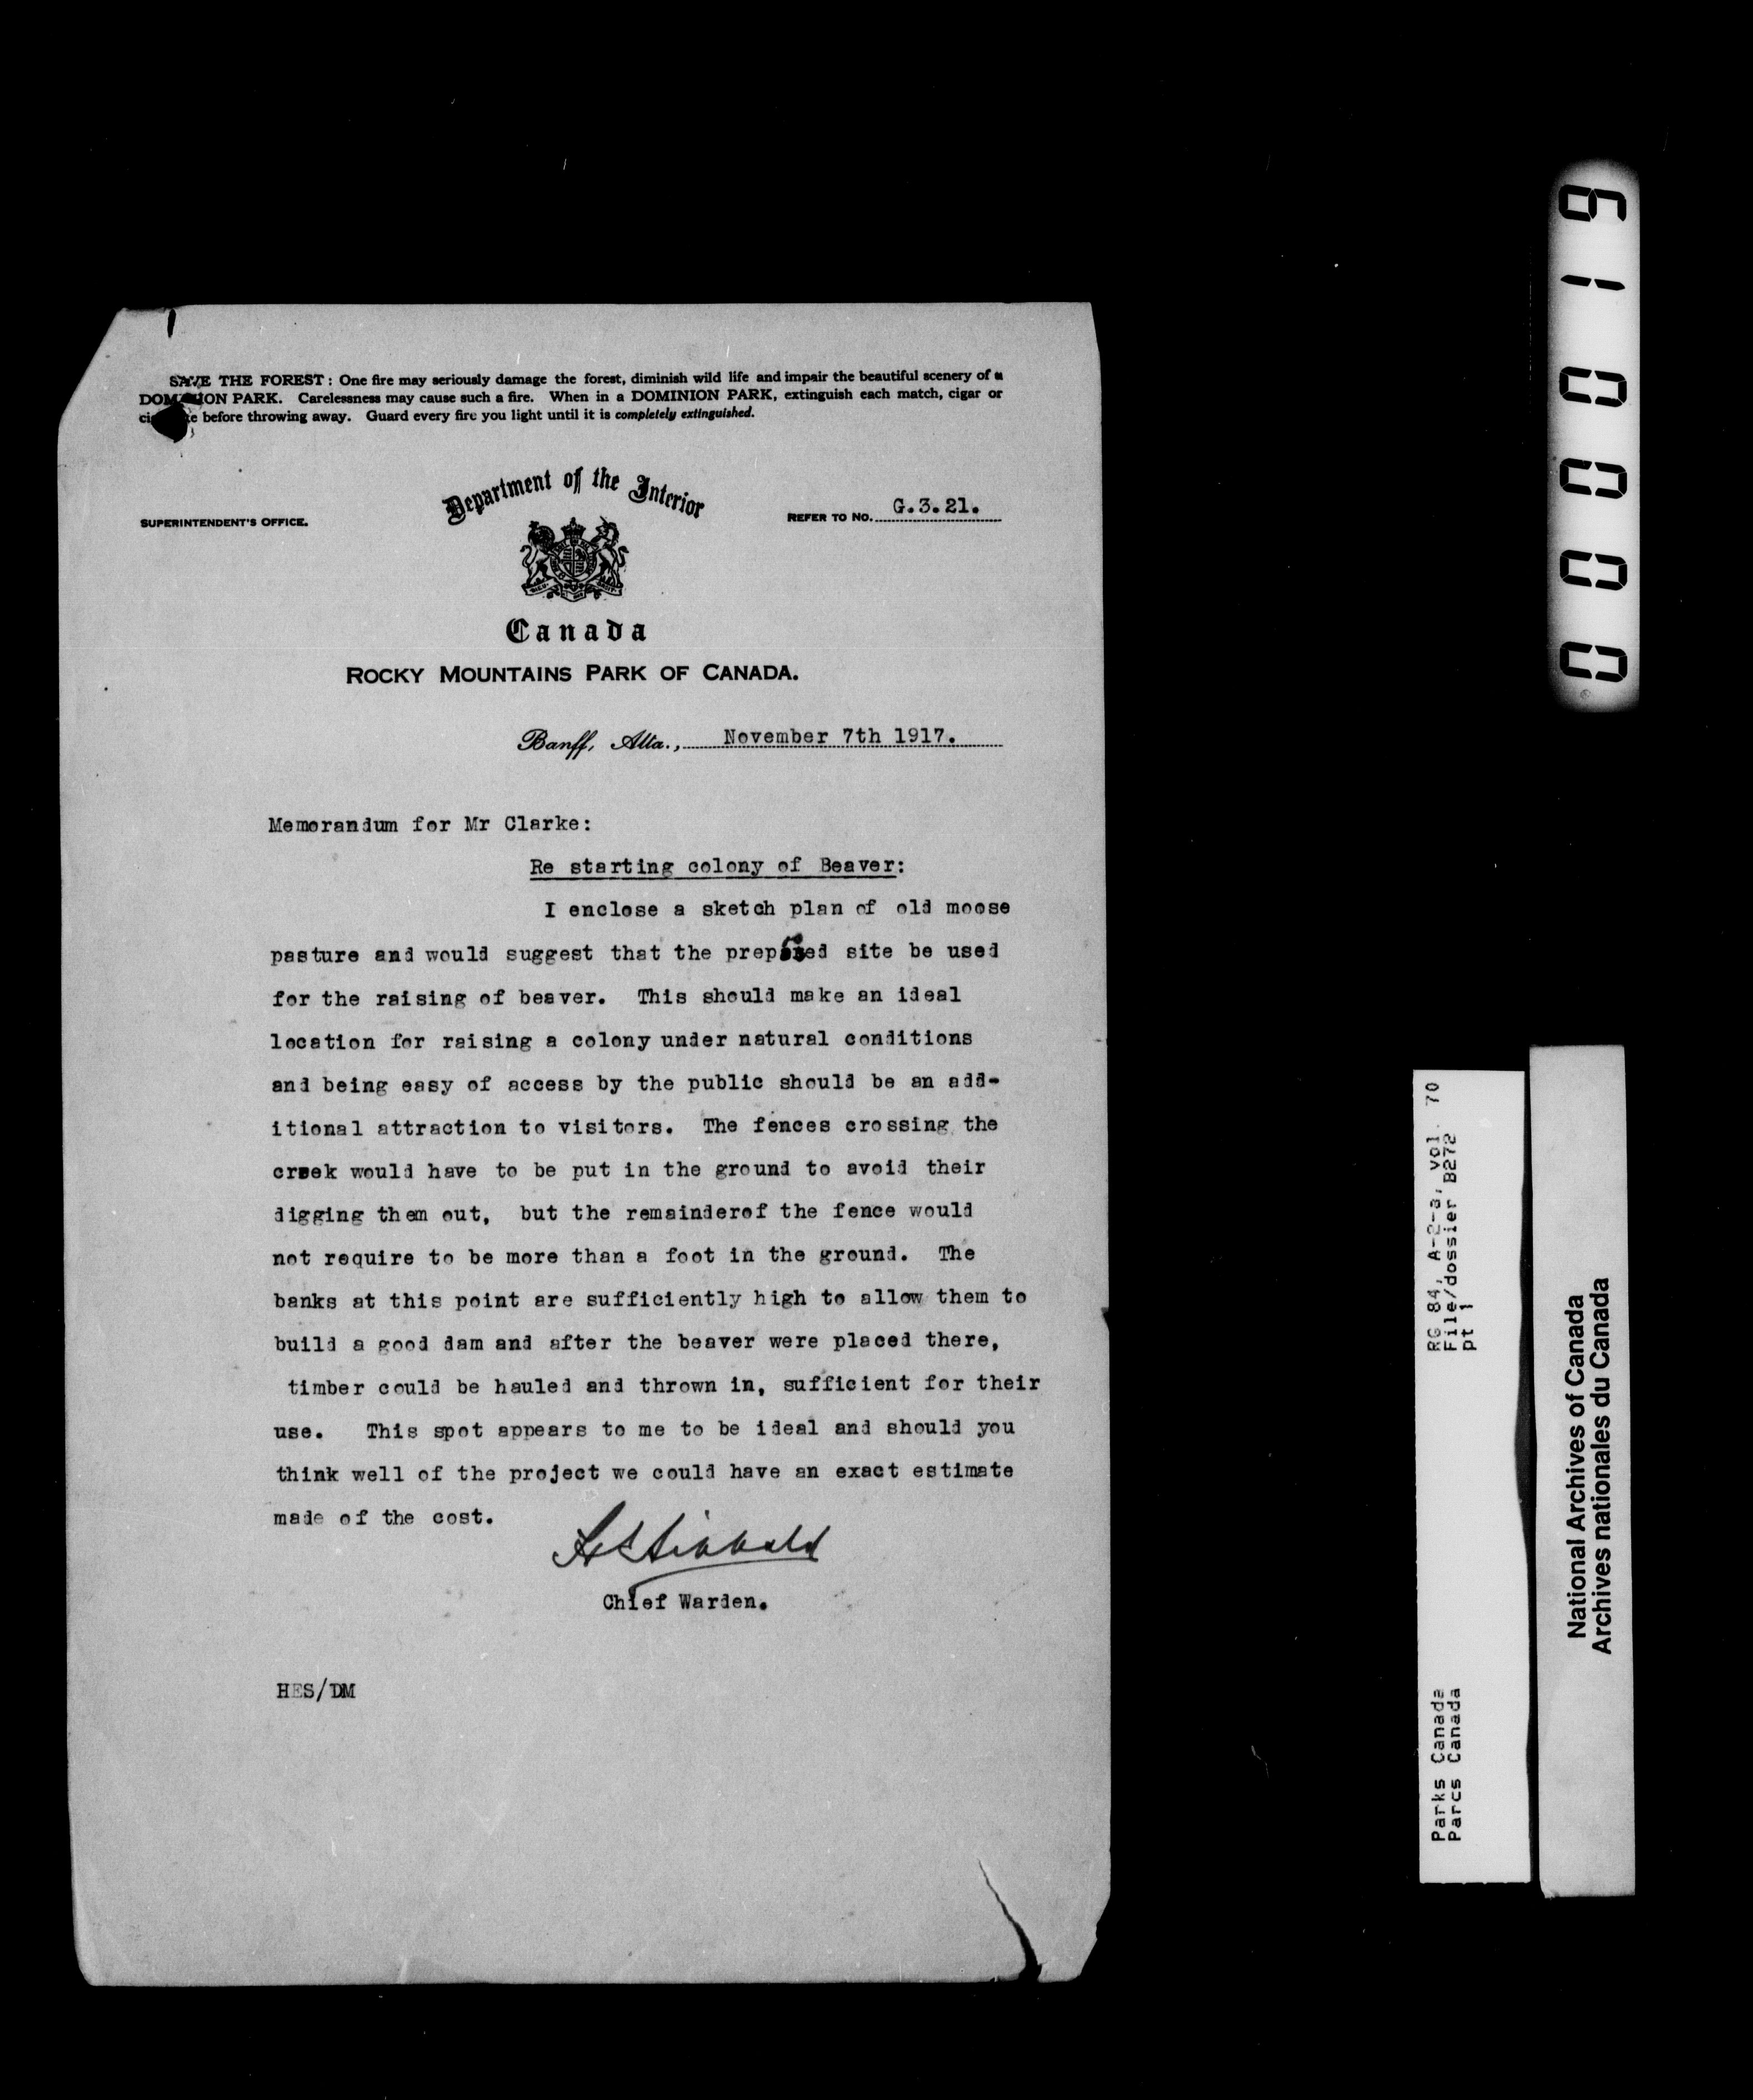 SAVE THE FOREST: One fire may seriously damage the forest, diminish wild life and impair the beautiful scenery of a
DOMINION PARK. Carelessness may cause such a fire. When in a DOMINION PARK, extinguish each match, cigar or
before throwing away. Guard every fire you light until it is completely extinguished.
Department of the Interior
SUPERINTENDENT'S OFFICE.
REFER TO NO. G.3.21.
Canada
ROCKY MOUNTAINS PARK OF CANADA.
Banff, Alta., November 7th 1917.
Memorandum for Mr Clarke:
Re starting colony of Beaver:
I enclose a sketch plan of old moose
pasture and would suggest that the site be used
for the raising of beaver. This should make an ideal
location for raising a colony under natural conditions
and being easy of access by the public should be an add-
itional attraction to visitors. The fences crossing the
creek would have to be put in the ground to avoid their
digging them out, but the remainderof the fence would
not require to be more than a foot in the ground. The
banks at this point are sufficiently high to allow them to
build a good dam and after the beaver were placed there,
timber could be hauled and thrown in, sufficient for their
use. This spot appears to me to be ideal and should you
think well of the project we could have an exact estimate
made of the cost.
Chief Warden.
HES/DM
000019
RG 84, A-2-a, vol. 70
File/dossier B272
pt 1
Parks Canada
Parcs Canada
National Archives of Canada
Archives nationales du Canada